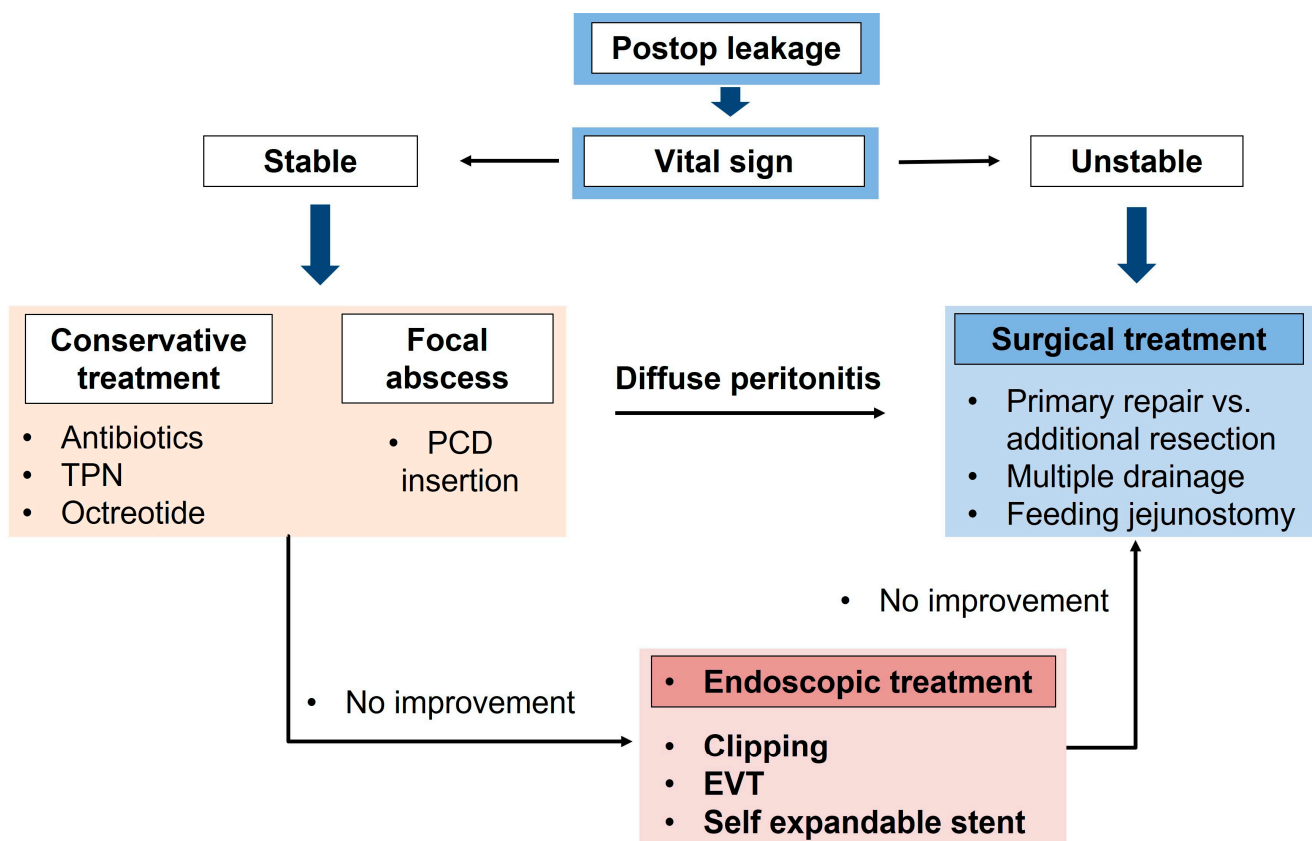 Postop leakage
Stable
Vital sign
Unstable
Conservative
treatment
• Antibiotics
• TPN
• Octreotide
Focal
abscess
• PCD
insertion
Diffuse peritonitis
Surgical treatment
• Primary repair vs.
additional resection
• Multiple drainage
• Feeding jejunostomy
• No improvement
• No improvement
• Endoscopic treatment
• Clipping
• EVT
• Self expandable stent